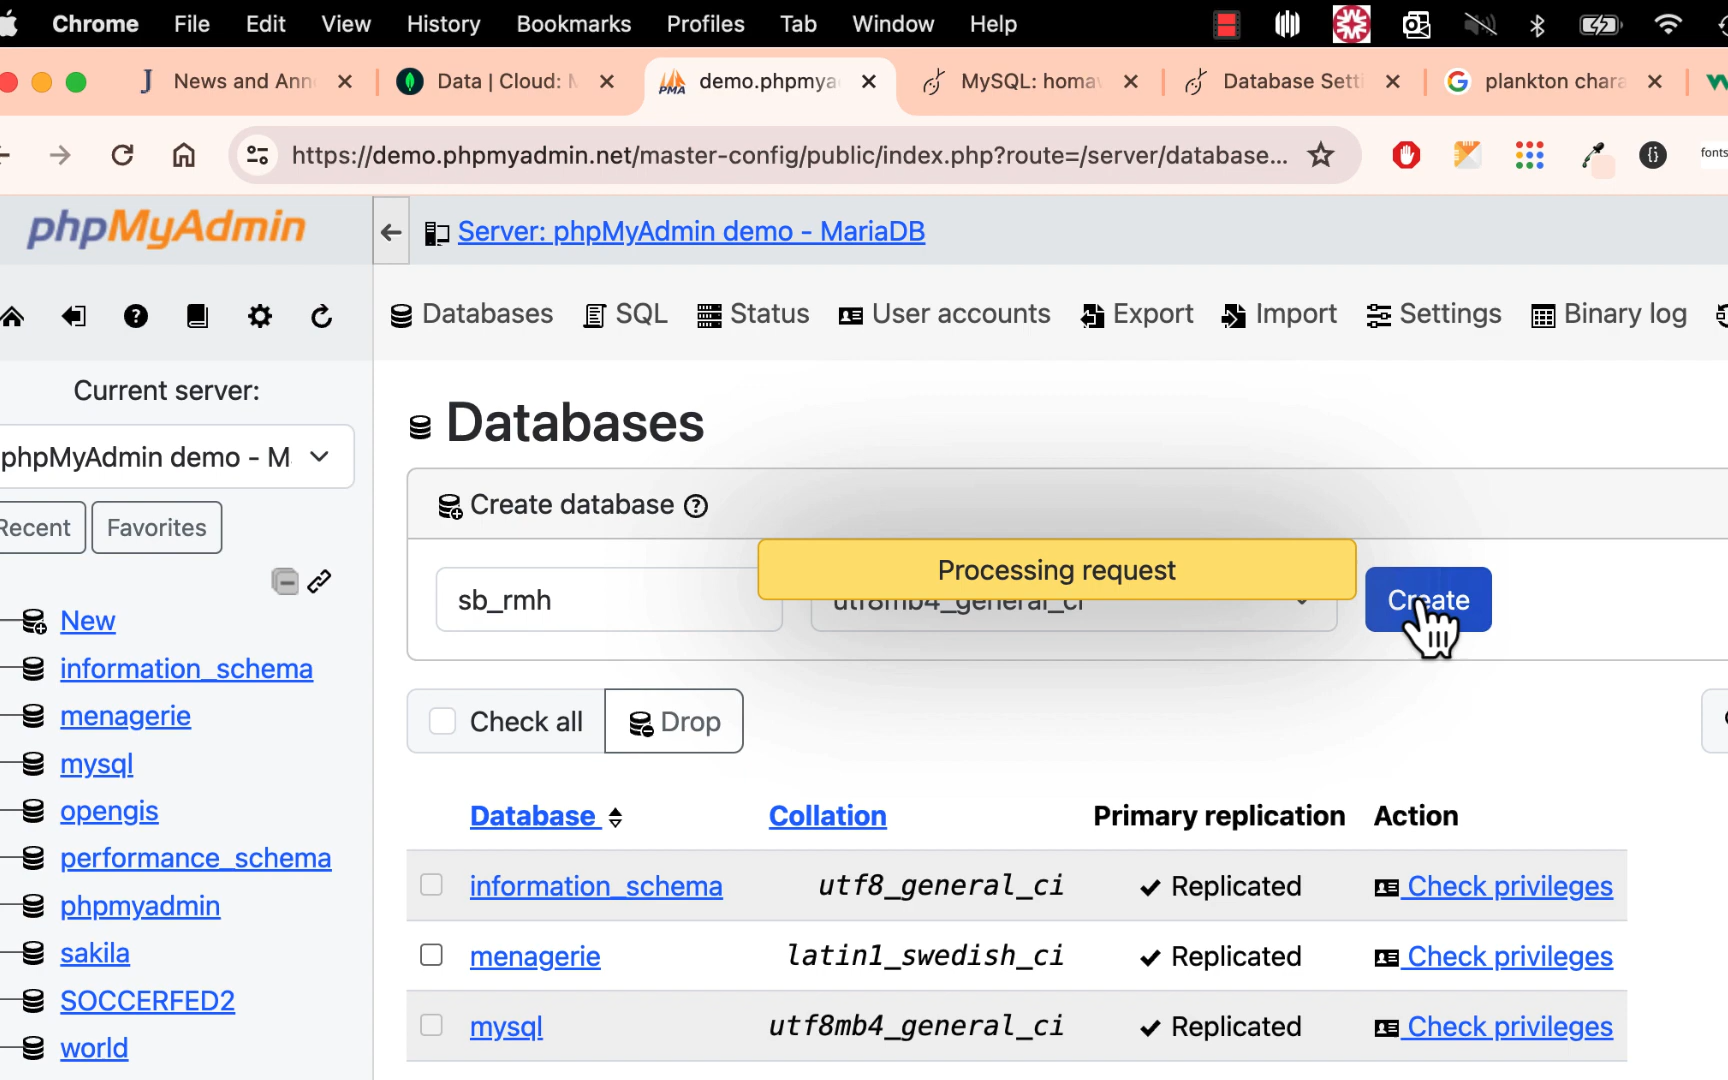 Chrome File Edit View History Bookmarks Profiles Tab Window Help
News and Ann
Data | Cloud: M
demo.phpmya
MySQL: homav
Database Setti
plankton chara
https://demo.phpmyadmin.net/master-config/public/index.php?route=/server/database...
fonts
phpMyAdmin
Server: phpMyAdmin demo - MariaDB
Databases SQL Status User accounts Export Import Settings Binary log
Current server:
phpMyAdmin demo - M
Recent Favorites
New
information_schema
menagerie
mysql
opengis
performance_schema
phpmyadmin
sakila
SOCCERFED2
world
Databases
Create database
Processing request
sb_rmh utf8mb4_general_ci Create
Check all Drop
Database Collation Primary replication Action
information_schema utf8_general_ci Replicated Check privileges
menagerie latin1_swedish_ci Replicated Check privileges
mysql utf8mb4_general_ci Replicated Check privileges